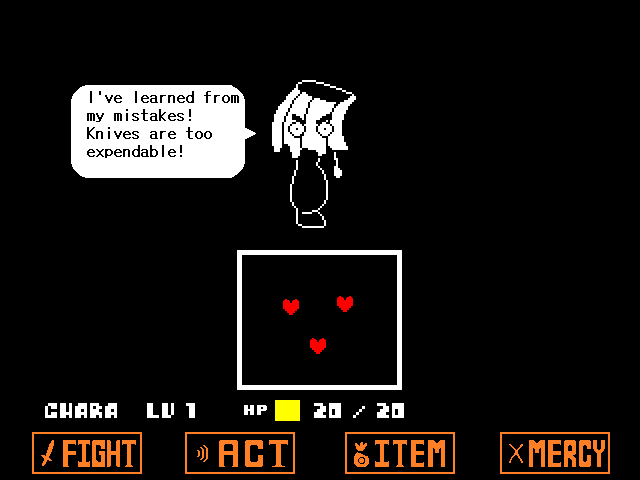 I've learned from
my mistakes!
Knives are too
expendable!
CHARA LV 1 HP 20 / 20
FIGHT ACT ITEM MERCY